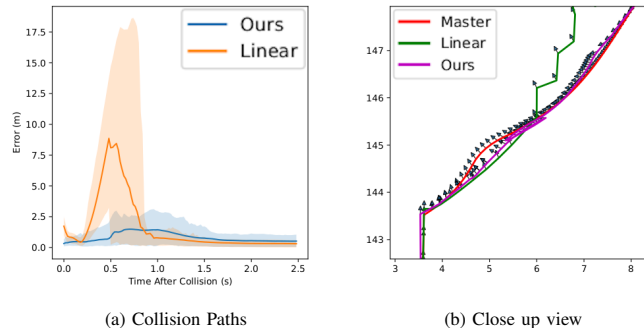 Ours
Linear
Error (m)
17.5
15.0
12.5
10.0
7.5
5.0
2.5
0.0
0.0 0.5 1.0 1.5 2.0 2.5
Time After Collision (s)
(a) Collision Paths
Master
Linear
Ours
147
146
145
144
143
3 4 5 6 7 8
(b) Close up view